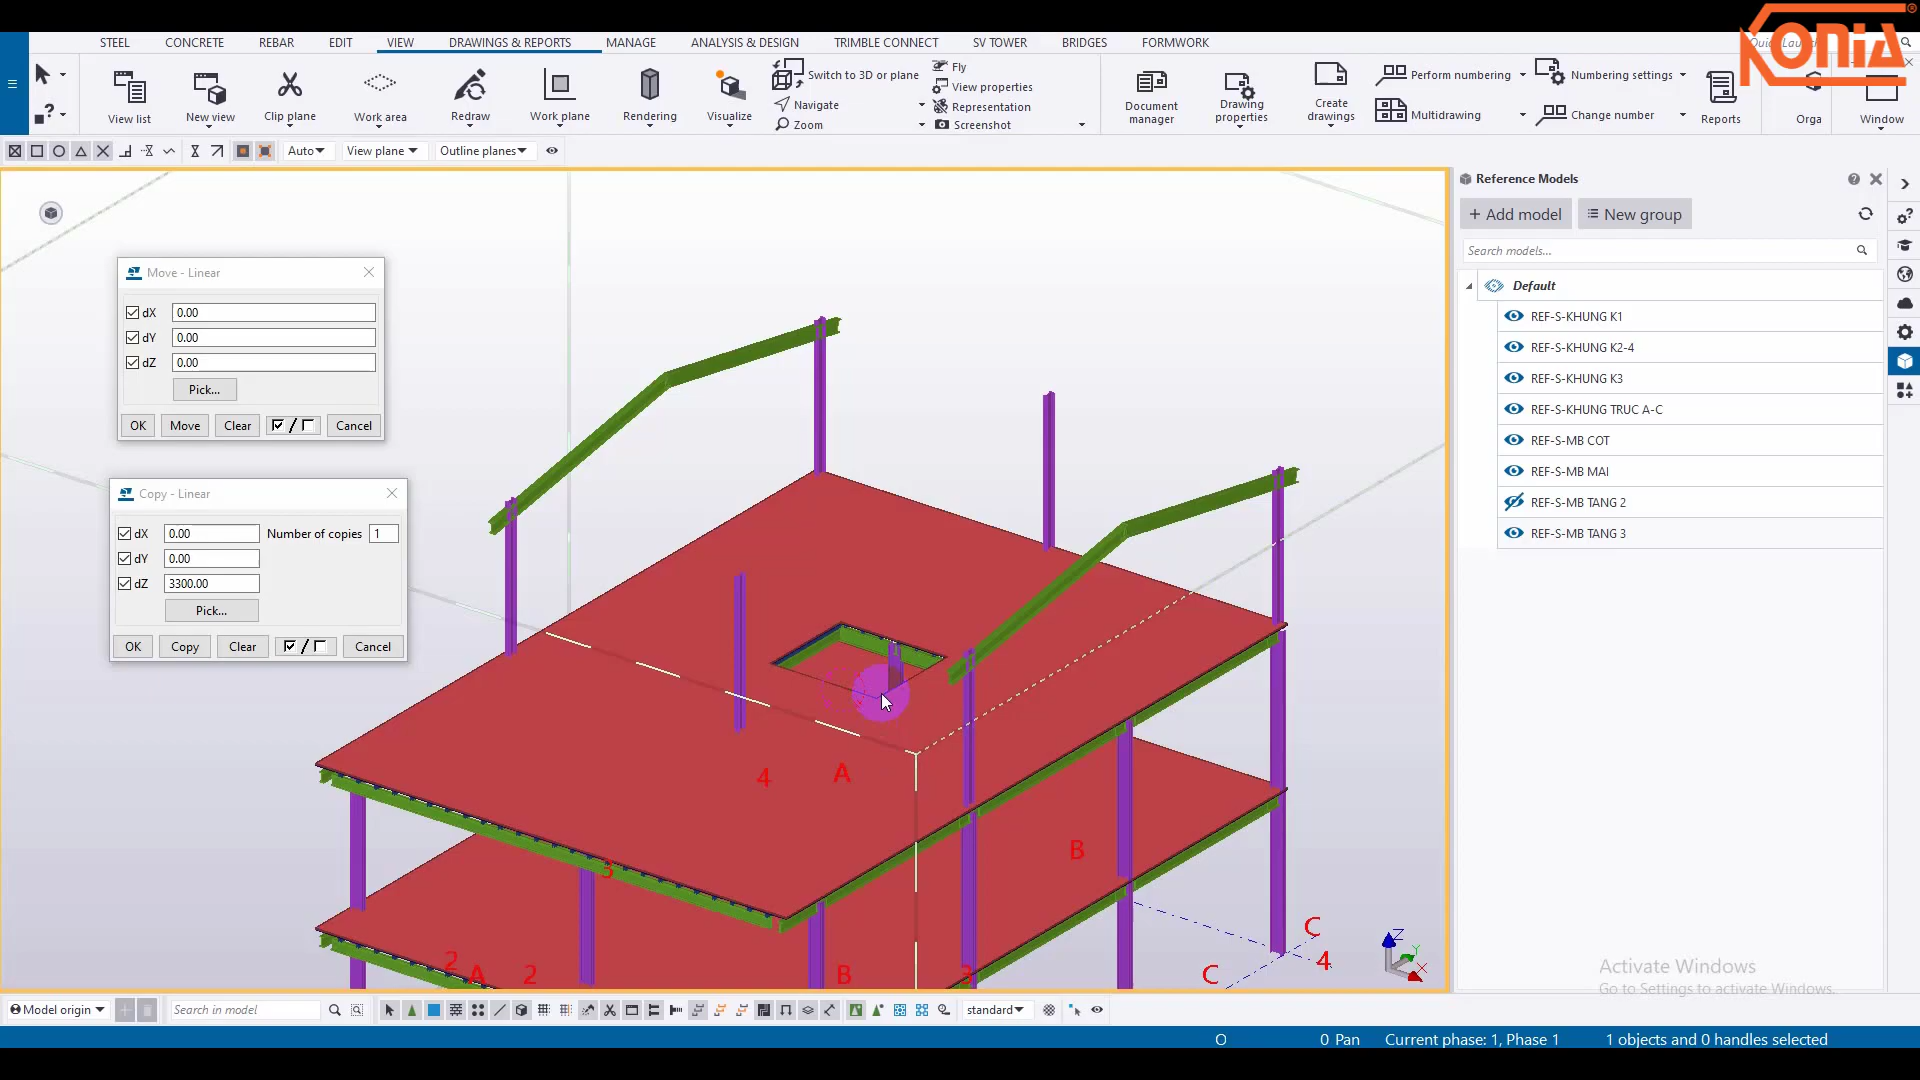 KONIA
®
STEEL CONCRETE REBAR EDIT VIEW DRAWINGS & REPORTS MANAGE ANALYSIS & DESIGN TRIMBLE CONNECT SV TOWER BRIDGES FORMWORK
View list
New view
Clip plane
Work area
Redraw
Work plane
Rendering
Visualize
Switch to 3D or plane
Navigate
Zoom
Fly
View properties
Representation
Screenshot
Document manager
Drawing properties
Create drawings
Perform numbering
Multidrawing
Numbering settings
Change number
Reports
Orga
Window
Auto
View plane
Outline planes
Move - Linear
dX 0.00
dY 0.00
dZ 0.00
Pick...
OK Move Clear / Cancel
Copy - Linear
dX 0.00 Number of copies 1
dY 0.00
dZ 3300.00
Pick...
OK Copy Clear / Cancel
4 A
3
B
2 A 2 B 3
C
C 4
Z
Y
X
Reference Models
+ Add model New group
Search models...
Default
REF-S-KHUNG K1
REF-S-KHUNG K2-4
REF-S-KHUNG K3
REF-S-KHUNG TRUC A-C
REF-S-MB COT
REF-S-MB MAI
REF-S-MB TANG 2
REF-S-MB TANG 3
Activate Windows
Go to Settings to activate Windows.
Model origin
Search in model
standard
O 0 Pan Current phase: 1, Phase 1 1 objects and 0 handles selected